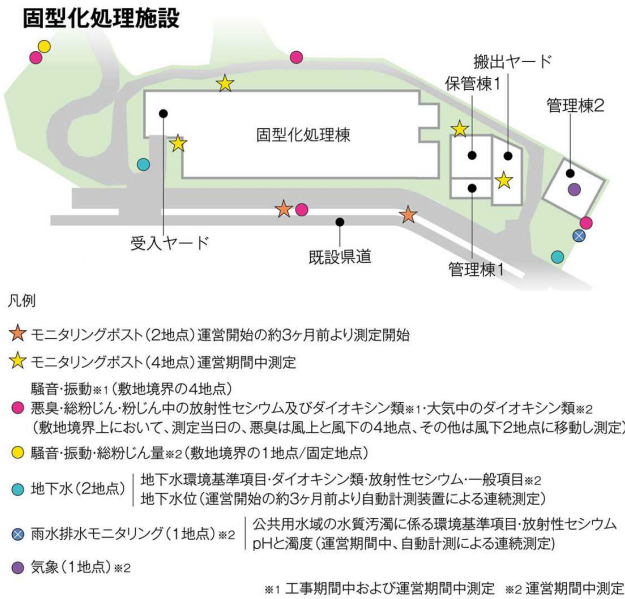 固型化処理施設
搬出ヤード
保管棟1
管理棟2
固型化処理棟
受入ヤード
既設県道
管理棟1
凡例
モニタリングポスト(2地点)運営開始の約3ヶ月前より測定開始
モニタリングポスト(4地点)運営期間中測定
騒音・振動※1(敷地境界の4地点)
悪臭・総粉じん・粉じん中の放射性セシウム及びダイオキシン類※1・大気中のダイオキシン類※2
(敷地境界上において、測定当日の、悪臭は風上と風下の4地点、その他は風下2地点に移動し測定)
騒音・振動・総粉じん量※2(敷地境界の1地点/固定地点)
地下水(2地点)
地下水環境基準項目・ダイオキシン類・放射性セシウム・一般項目※2
地下水位(運営開始の約3ヶ月前より自動計測装置による連続測定)
雨水排水モニタリング(1地点)※2
公共用水域の水質汚濁に係る環境基準項目・放射性セシウム
pHと濁度(運営期間中、自動計測による連続測定)
気象(1地点)※2
※1 工事期間中および運営期間中測定 ※2 運営期間中測定